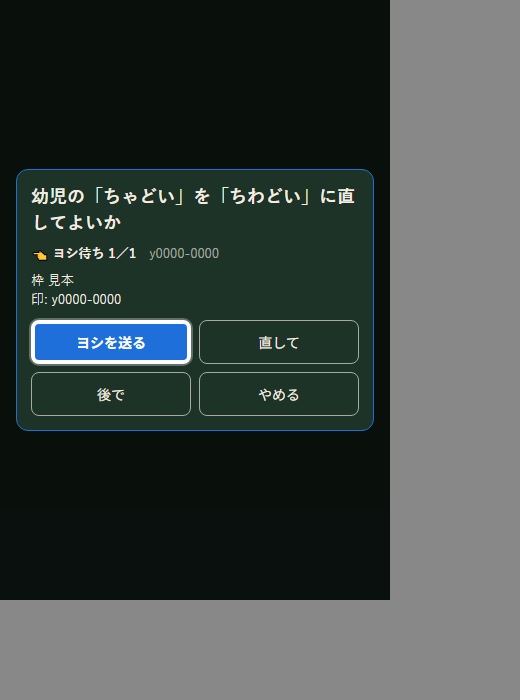 幼児の「ちゃどい」を「ちわどい」に直
してよいか
👈 ヨシ待ち 1／1 y0000-0000
枠 見本
印: y0000-0000
ヨシを送る
直して
後で
やめる